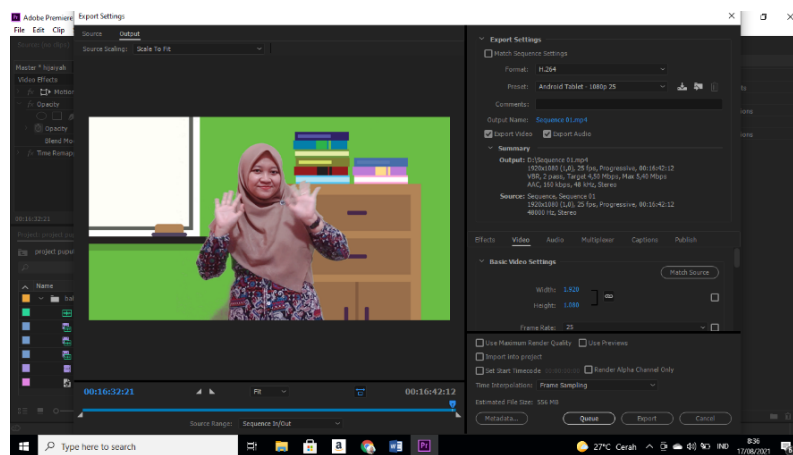 Adobe Premiere
Export Settings
File Edit Clip
Source Output
Source Scaling: Scale To Fit
Export Settings
Match Sequence Settings
Format: H.264
Preset: Android Tablet - 1080p 25
Comments:
Output Name: Sequence 01.mp4
Export Video Export Audio
Summary
Output: D:\Sequence 01.mp4
1920x1080 (1,0), 25 fps, Progressive, 00:16:42:12
VBR, 2 pass, Target 4,50 Mbps, Max 5,40 Mbps
AAC, 160 kbps, 48 kHz, Stereo
Source: Sequence, Sequence 01
1920x1080 (1,0), 25 fps, Progressive, 00:16:42:12
48000 Hz, Stereo
Master * hijaiyah
Video Effects
Motion
Opacity
Opacity
Blend Mo
Time Remap
00:16:32:21
Name
Effects Video Audio Multiplexer Captions Publish
Basic Video Settings
Match Source
Width: 1.920
Height: 1.080
Frame Rate: 25
Use Maximum Render Quality Use Previews
Import into project
Set Start Timecode 00:00:00:00 Render Alpha Channel Only
Time Interpolation: Frame Sampling
Estimated File Size: 556 MB
Metadata... Queue Export Cancel
00:16:32:21 Fit 00:16:42:12
Source Range: Sequence In/Out
Type here to search
27°C Cerah
IND
8:36
17/08/2021